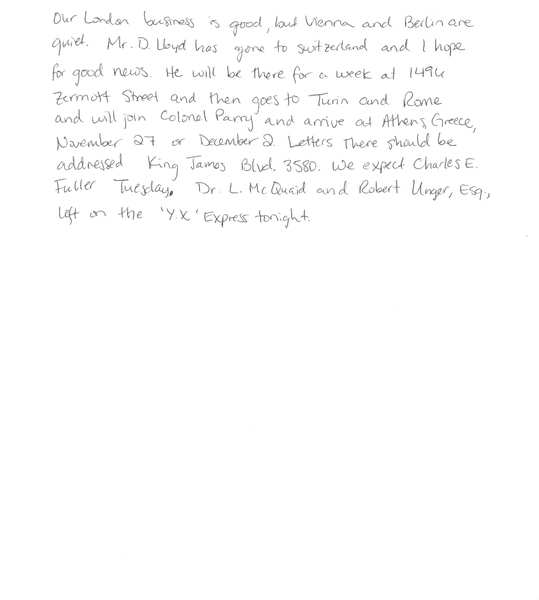 Our London business is good, but Vienna and Berlin are
quiet. Mr. D. Lloyd has gone to switzerland and I hope
for good news. He will be there for a week at 1496
Zermott Street and then goes to Turin and Rome
and will join Colonel Parry and arrive at Athens, Greece,
November 27 or December 2. Letters There should be
addressed King James Blvd. 3580. We expect Charles E.
Fuller Tuesday. Dr. L. McQuaid and Robert Unger, Esq.,
left on the 'Y.X' Express tonight.